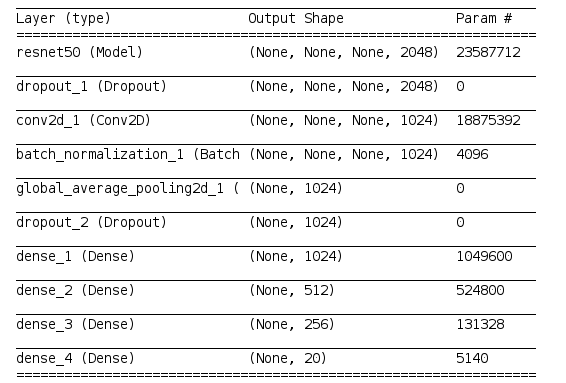 Layer (type) Output Shape Param #
=================================================================
resnet50 (Model) (None, None, None, 2048) 23587712
dropout_1 (Dropout) (None, None, None, 2048) 0
conv2d_1 (Conv2D) (None, None, None, 1024) 18875392
batch_normalization_1 (Batch (None, None, None, 1024) 4096
global_average_pooling2d_1 ( (None, 1024) 0
dropout_2 (Dropout) (None, 1024) 0
dense_1 (Dense) (None, 1024) 1049600
dense_2 (Dense) (None, 512) 524800
dense_3 (Dense) (None, 256) 131328
dense_4 (Dense) (None, 20) 5140
=================================================================